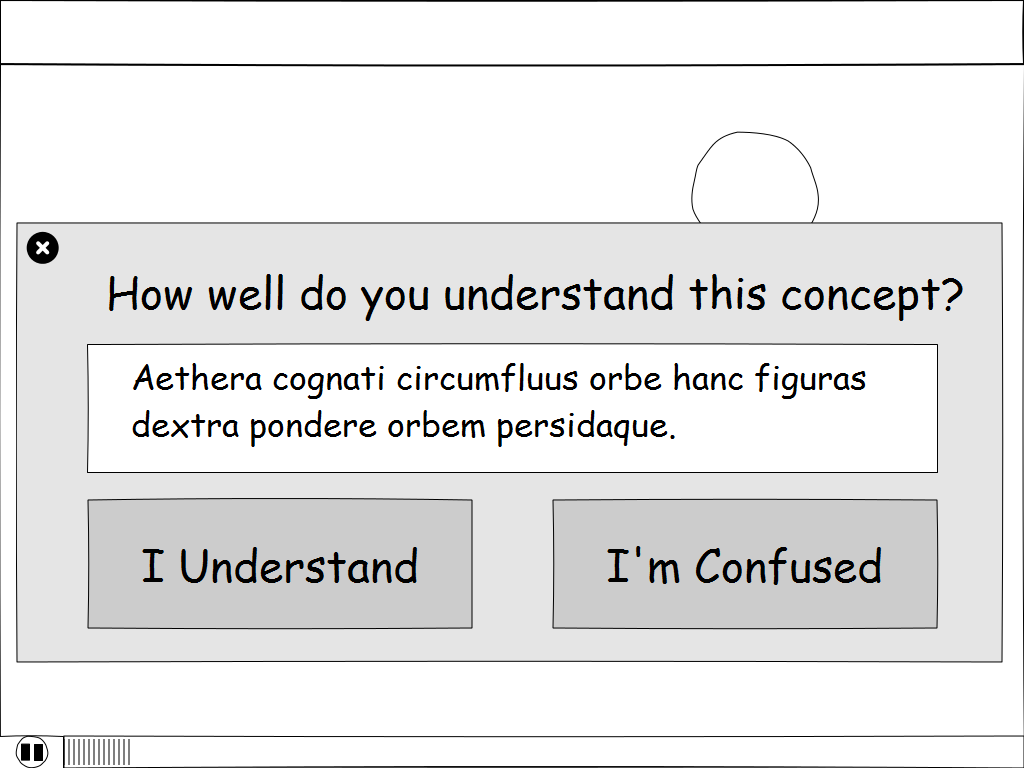 How well do you understand this concept?
Aethera cognati circumfluus orbe hanc figuras
dextra pondere orbem persidaque.
I Understand
I'm Confused